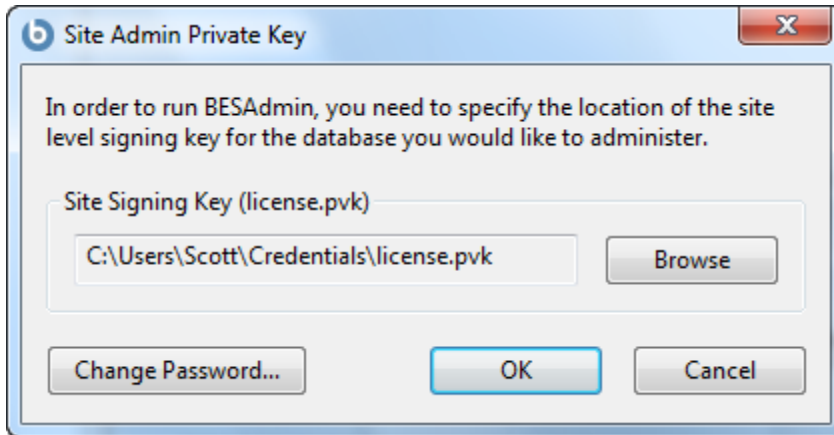 Site Admin Private Key
In order to run BESAdmin, you need to specify the location of the site
level signing key for the database you would like to administer.
Site Signing Key (license.pvk)
C:\Users\Scott\Credentials\license.pvk
Browse
Change Password...
OK
Cancel